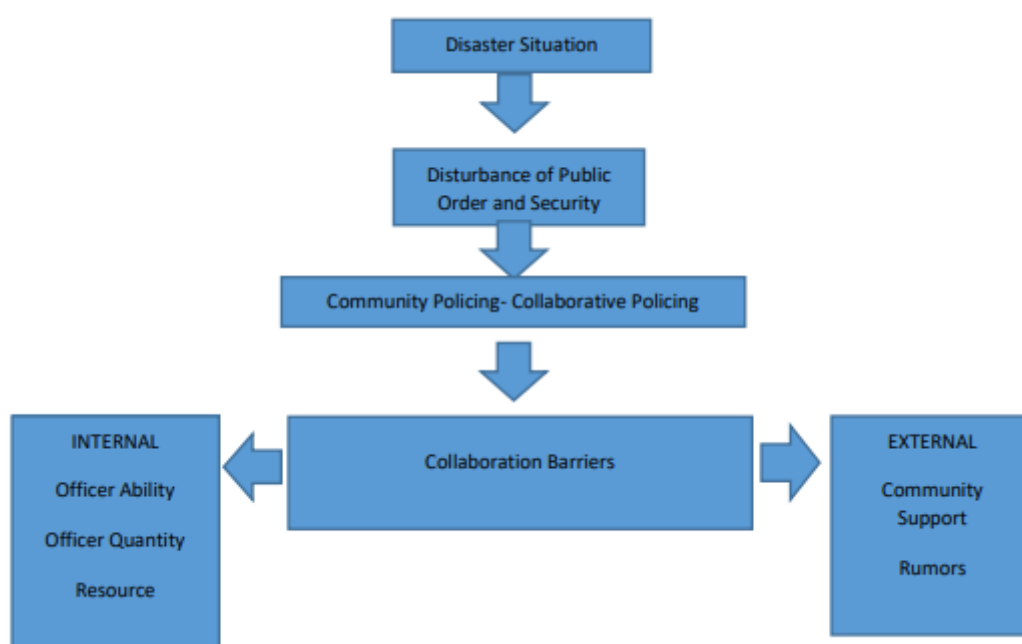 Disaster Situation
Disturbance of Public
Order and Security
Community Policing- Collaborative Policing
INTERNAL
Officer Ability
Officer Quantity
Resource
Collaboration Barriers
EXTERNAL
Community
Support
Rumors